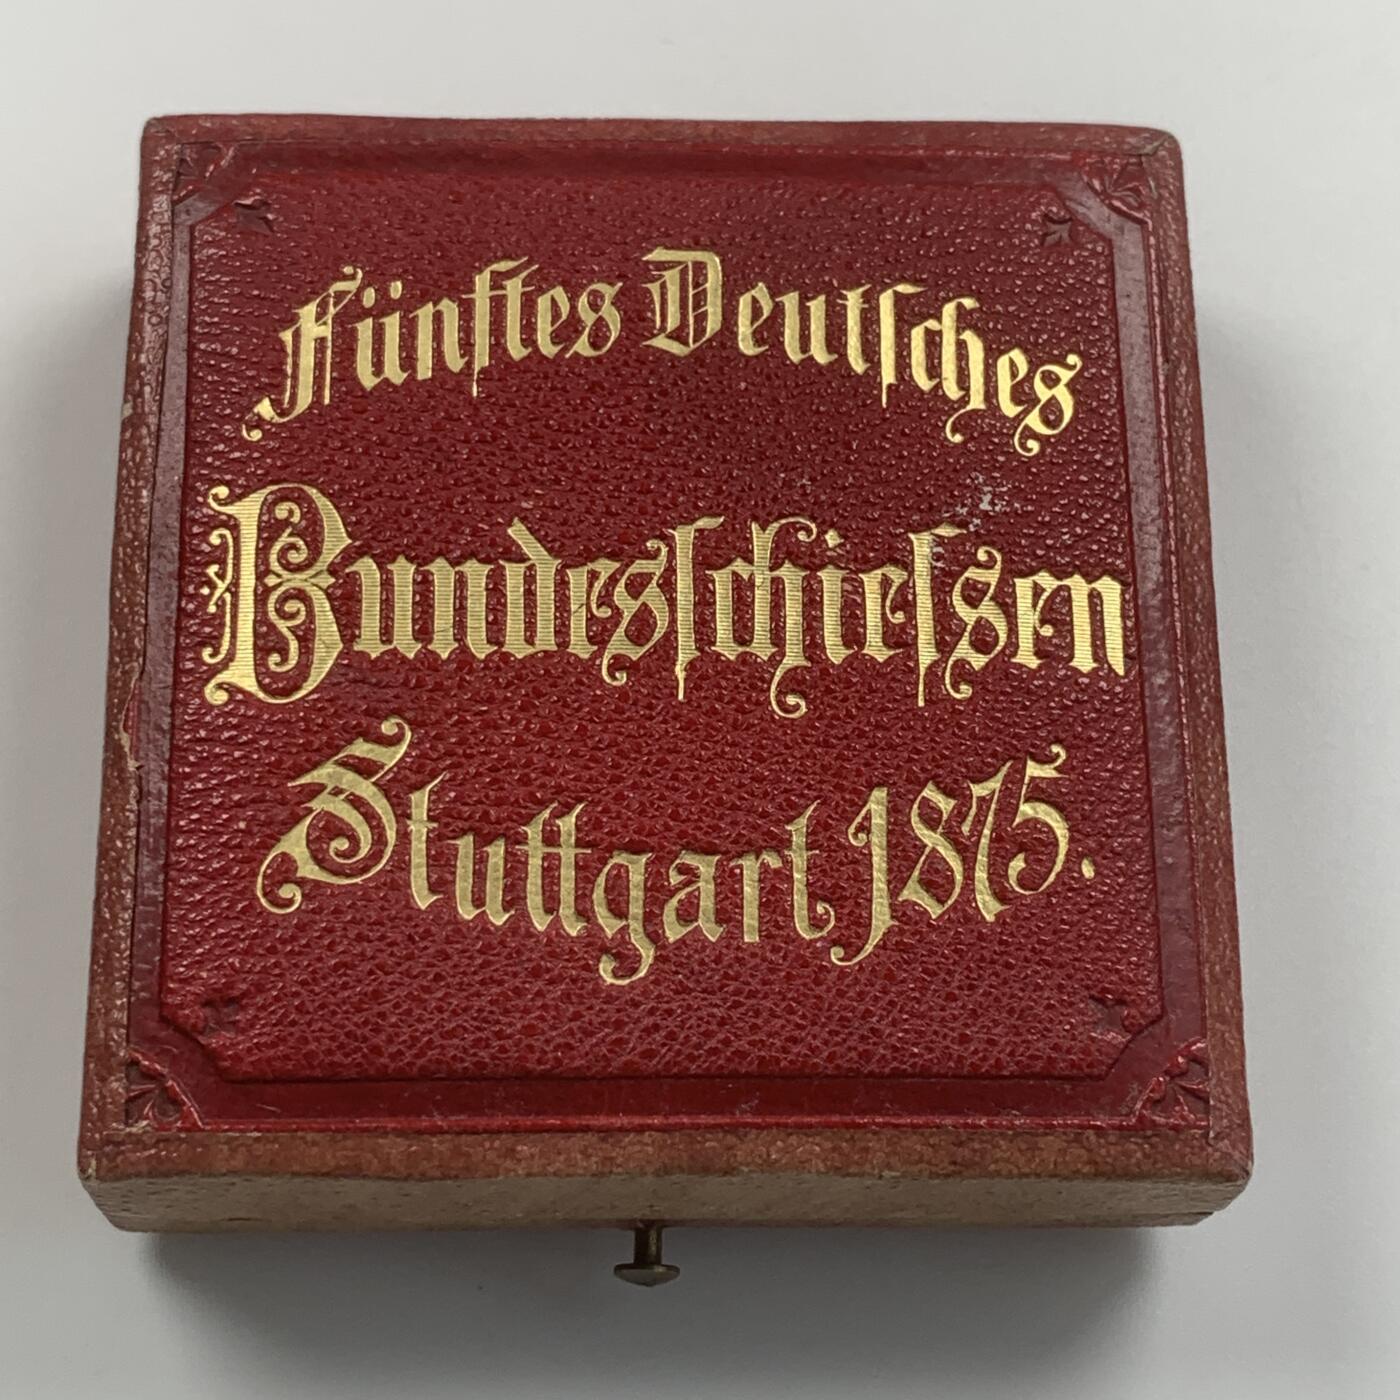 Fünftes Deutſches
Bundesſchieſsen
Stuttgart 1875.